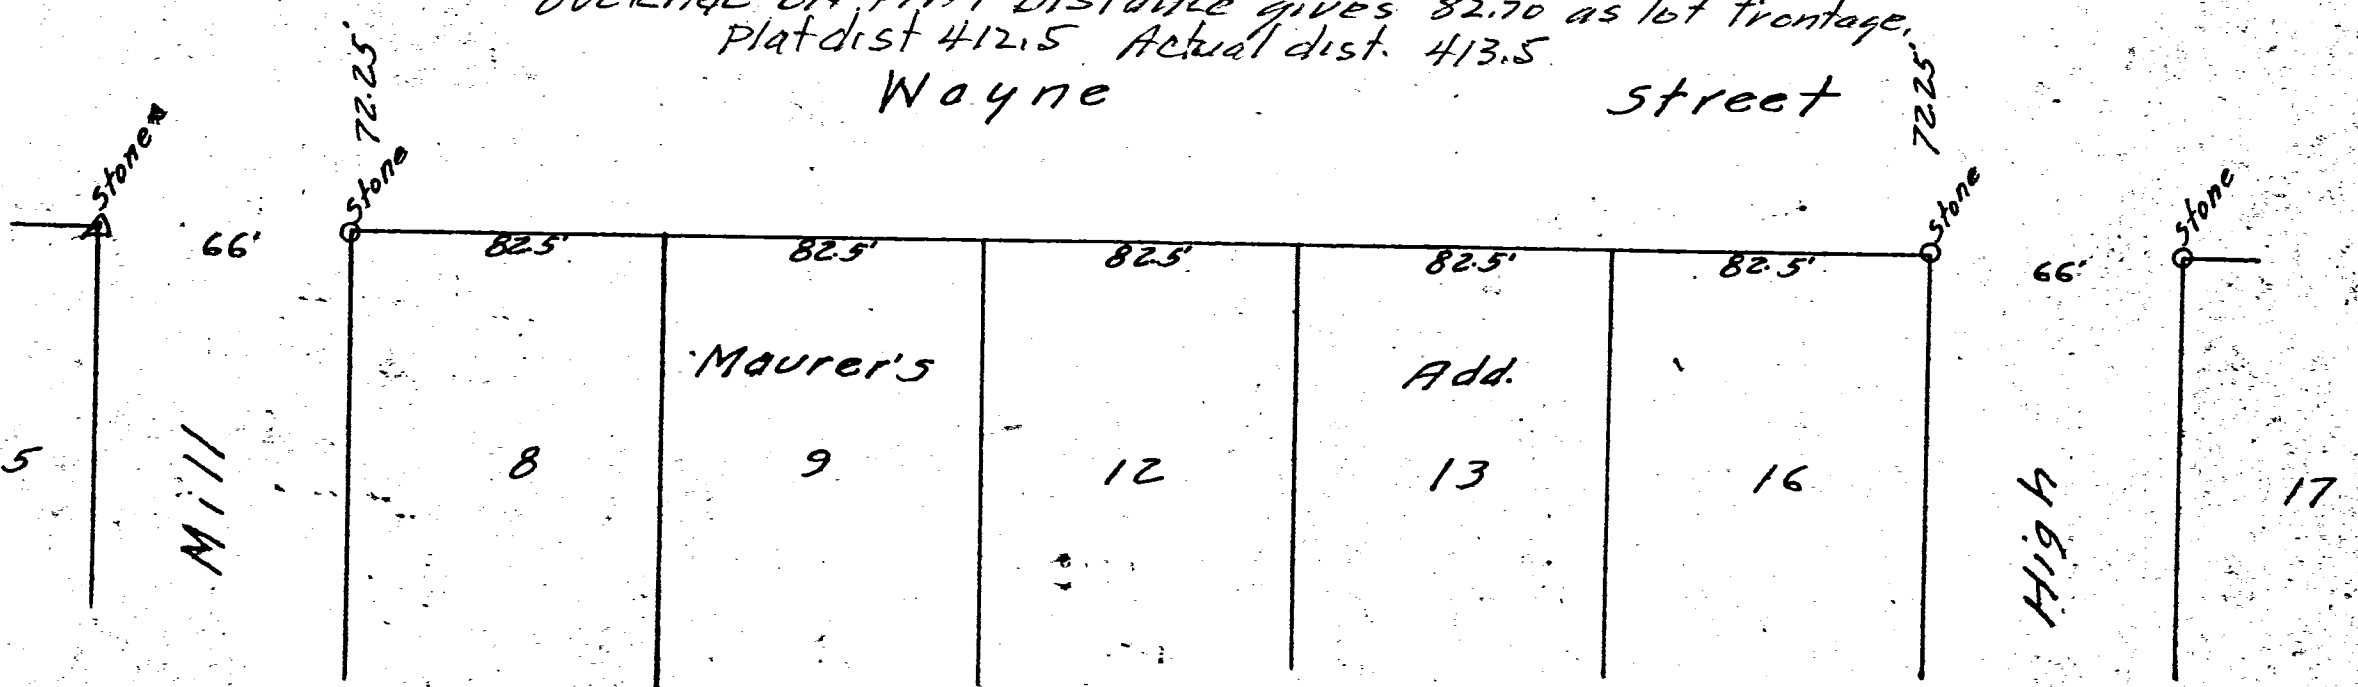 Distance gives 82.70 as lot frontage.
Plat dist 412.5 Actual dist. 413.5
Wayne Street
72.25'
72.25'
Stone
Stone
Stone
Stone
66'
82.5'
82.5'
82.5'
82.5'
82.5'
66'
Maurer's Add.
5
Mill
8
9
12
13
16
High
17